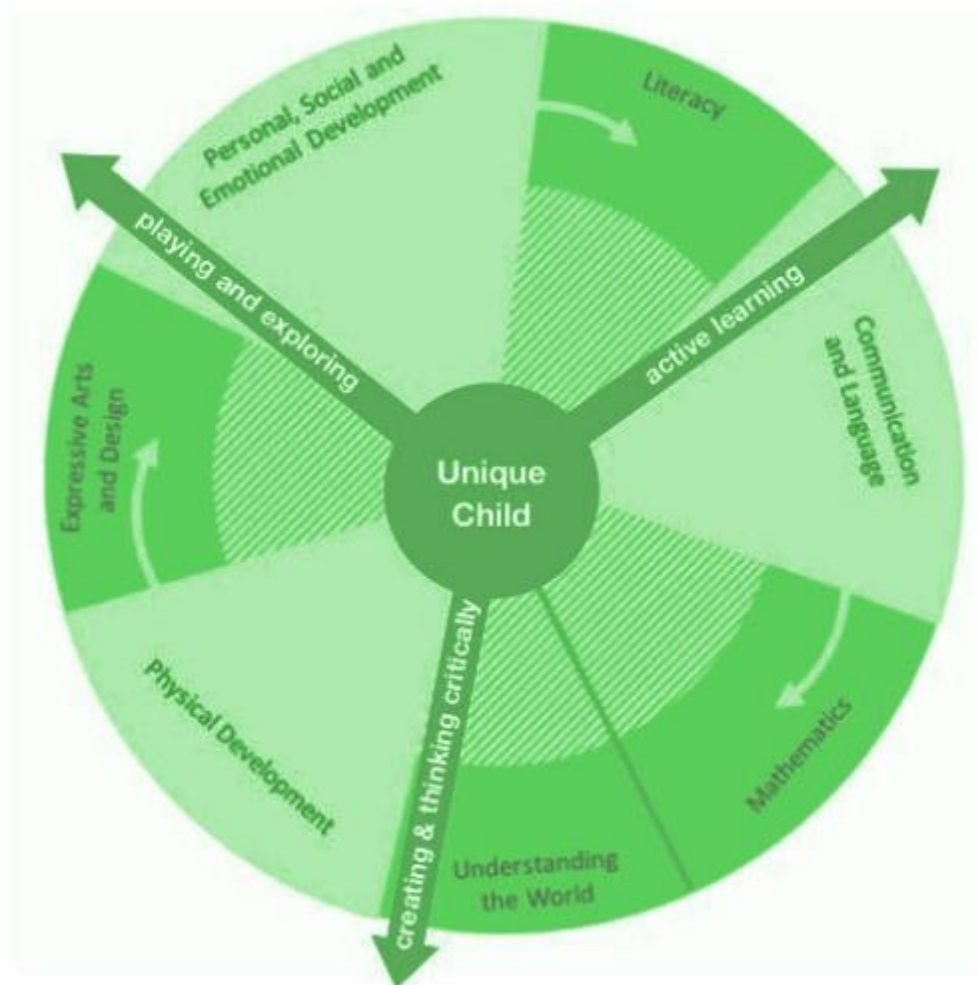 Personal, Social and
Emotional Development
Literacy
playing and exploring
active learning
Communication
and Language
Expressive Arts
and Design
Unique
Child
Physical Development
creating & thinking critically
Mathematics
Understanding
the World